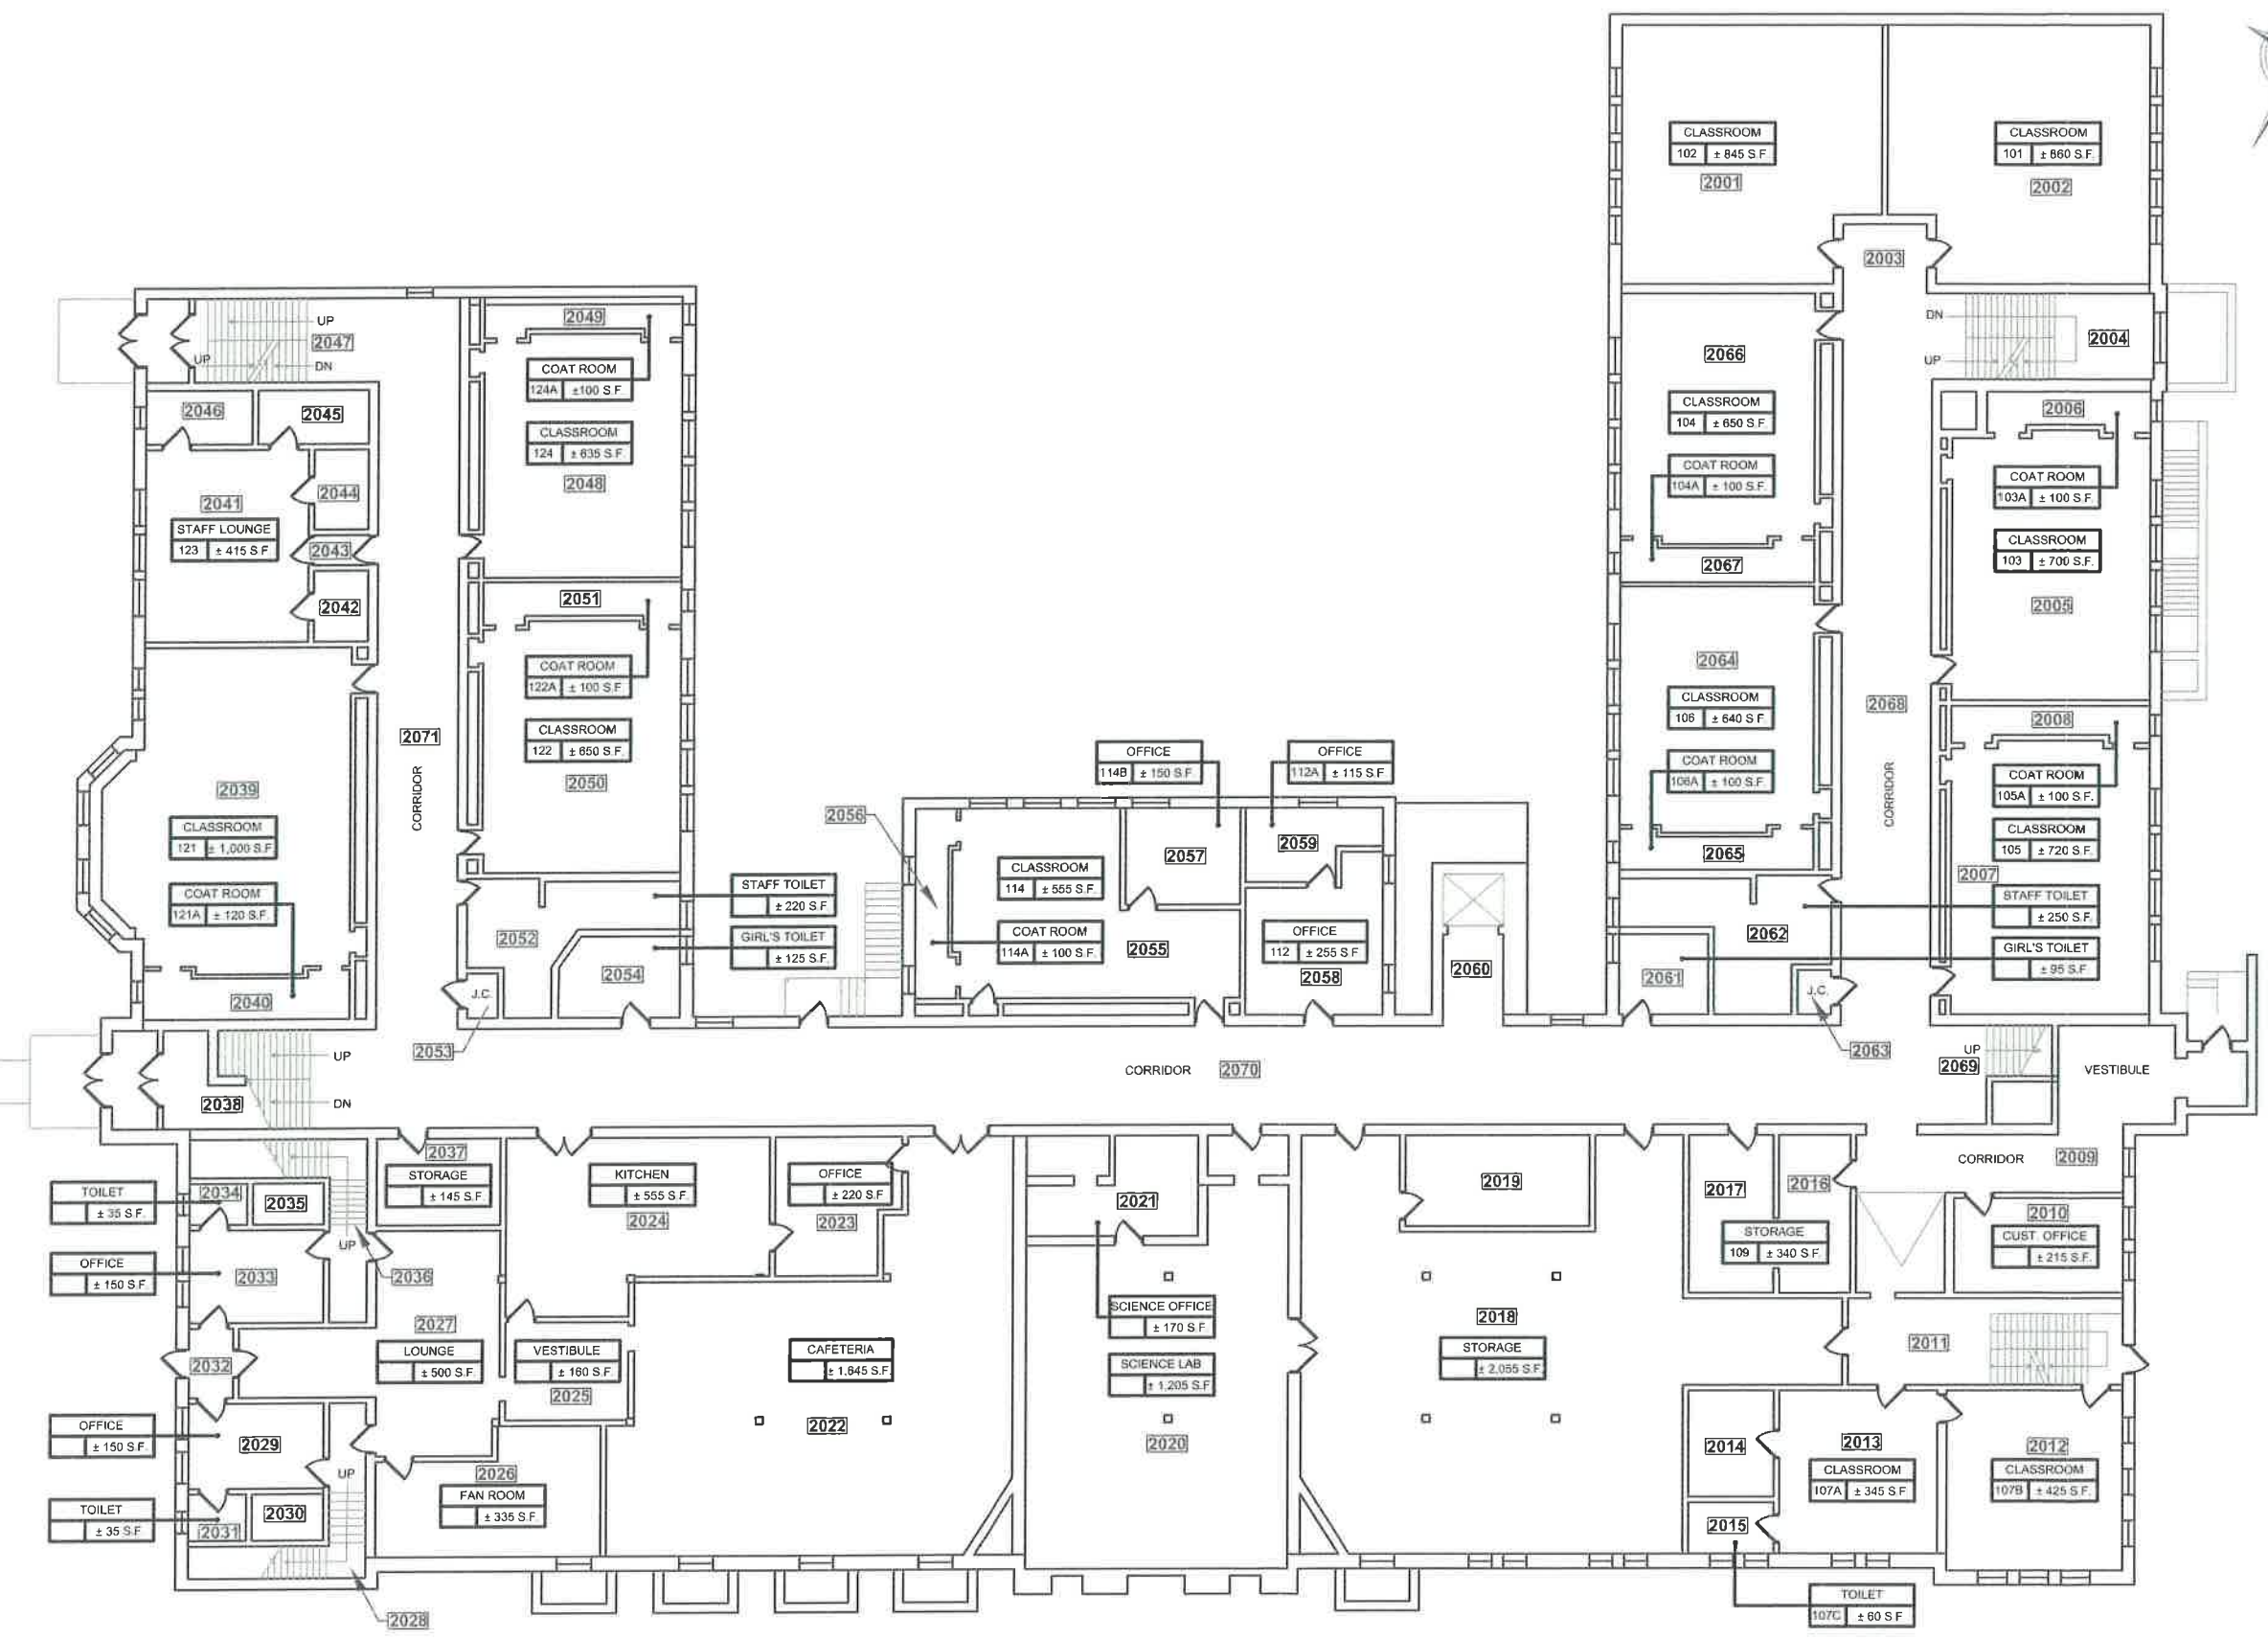 CLASSROOM
102 ± 845 S.F.
2001
CLASSROOM
101 ± 860 S.F.
2002
2003
DN
UP
2004
2066
CLASSROOM
104 ± 650 S.F.
COAT ROOM
104A ± 100 S.F.
2067
2006
COAT ROOM
103A ± 100 S.F.
CLASSROOM
103 ± 700 S.F.
2005
2064
CLASSROOM
106 ± 640 S.F.
COAT ROOM
106A ± 100 S.F.
2065
2068
CORRIDOR
2008
COAT ROOM
105A ± 100 S.F.
CLASSROOM
105 ± 720 S.F.
2007
STAFF TOILET
± 250 S.F.
GIRL'S TOILET
± 95 S.F.
2062
2061
J.C.
2063
UP
2047
UP
DN
2046
2045
2044
2041
STAFF LOUNGE
123 ± 415 S.F
2043
2042
2049
COAT ROOM
124A ±100 S.F.
CLASSROOM
124 ± 635 S.F.
2048
2051
COAT ROOM
122A ± 100 S.F
CLASSROOM
122 ± 650 S.F.
2050
2071
CORRIDOR
2039
CLASSROOM
121 ± 1,000 S.F.
COAT ROOM
121A ± 120 S.F.
2040
STAFF TOILET
± 220 S.F
GIRL'S TOILET
± 125 S.F.
2052
2054
J.C.
2053
OFFICE
114B ± 150 S.F.
OFFICE
112A ± 115 S.F
2056
2057
2059
CLASSROOM
114 ± 555 S.F.
COAT ROOM
114A ± 100 S.F.
2055
OFFICE
112 ± 255 S.F
2058
2060
UP
DN
2038
CORRIDOR 2070
UP
2069
VESTIBULE
CORRIDOR 2009
2037
STORAGE
± 145 S.F.
KITCHEN
± 555 S.F.
2024
OFFICE
± 220 S.F
2023
TOILET
± 35 S.F.
2034
2035
UP
2036
OFFICE
± 150 S.F.
2033
2032
2027
LOUNGE
± 500 S.F.
VESTIBULE
± 160 S.F.
2025
CAFETERIA
± 1,645 S.F.
2022
OFFICE
± 150 S.F.
2029
UP
TOILET
± 35 S.F.
2031
2030
2028
2026
FAN ROOM
± 335 S.F.
2021
SCIENCE OFFICE
± 170 S.F.
SCIENCE LAB
± 1,205 S.F.
2020
2019
2018
STORAGE
± 2,055 S.F.
2017
2016
STORAGE
109 ± 340 S.F.
2010
CUST. OFFICE
± 215 S.F.
2011
2014
2013
CLASSROOM
107A ± 345 S.F
2012
CLASSROOM
107B ± 425 S.F.
2015
TOILET
107C ± 60 S.F